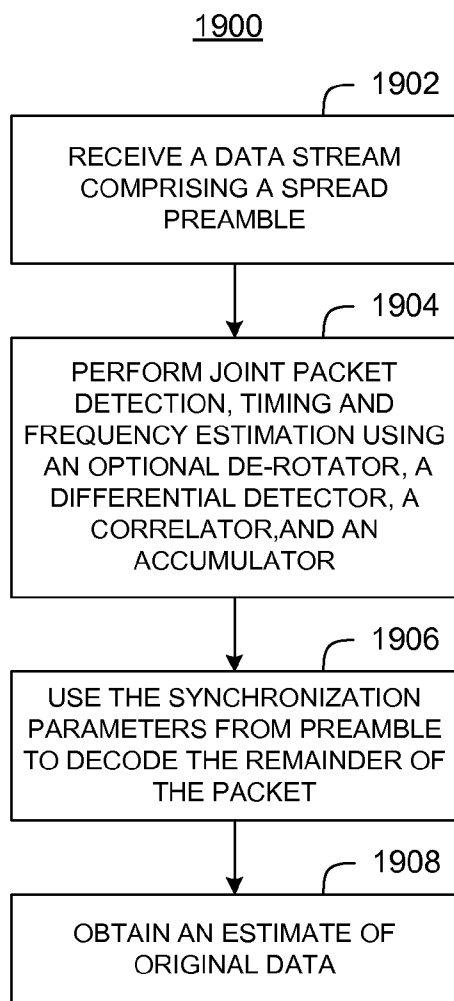 1900
1902
RECEIVE A DATA STREAM
COMPRISING A SPREAD
PREAMBLE
1904
PERFORM JOINT PACKET
DETECTION, TIMING AND
FREQUENCY ESTIMATION USING
AN OPTIONAL DE-ROTATOR, A
DIFFERENTIAL DETECTOR, A
CORRELATOR,AND AN
ACCUMULATOR
1906
USE THE SYNCHRONIZATION
PARAMETERS FROM PREAMBLE
TO DECODE THE REMAINDER OF
THE PACKET
1908
OBTAIN AN ESTIMATE OF
ORIGINAL DATA